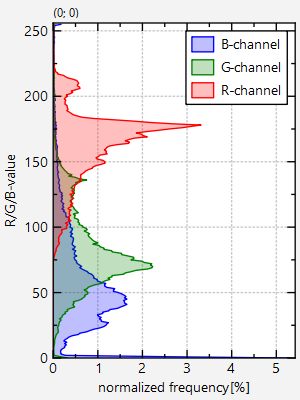 (0; 0)
250
200
150
100
50
0
R/G/B-value
B-channel
G-channel
R-channel
0 1 2 3 4 5
normalized frequency[%]